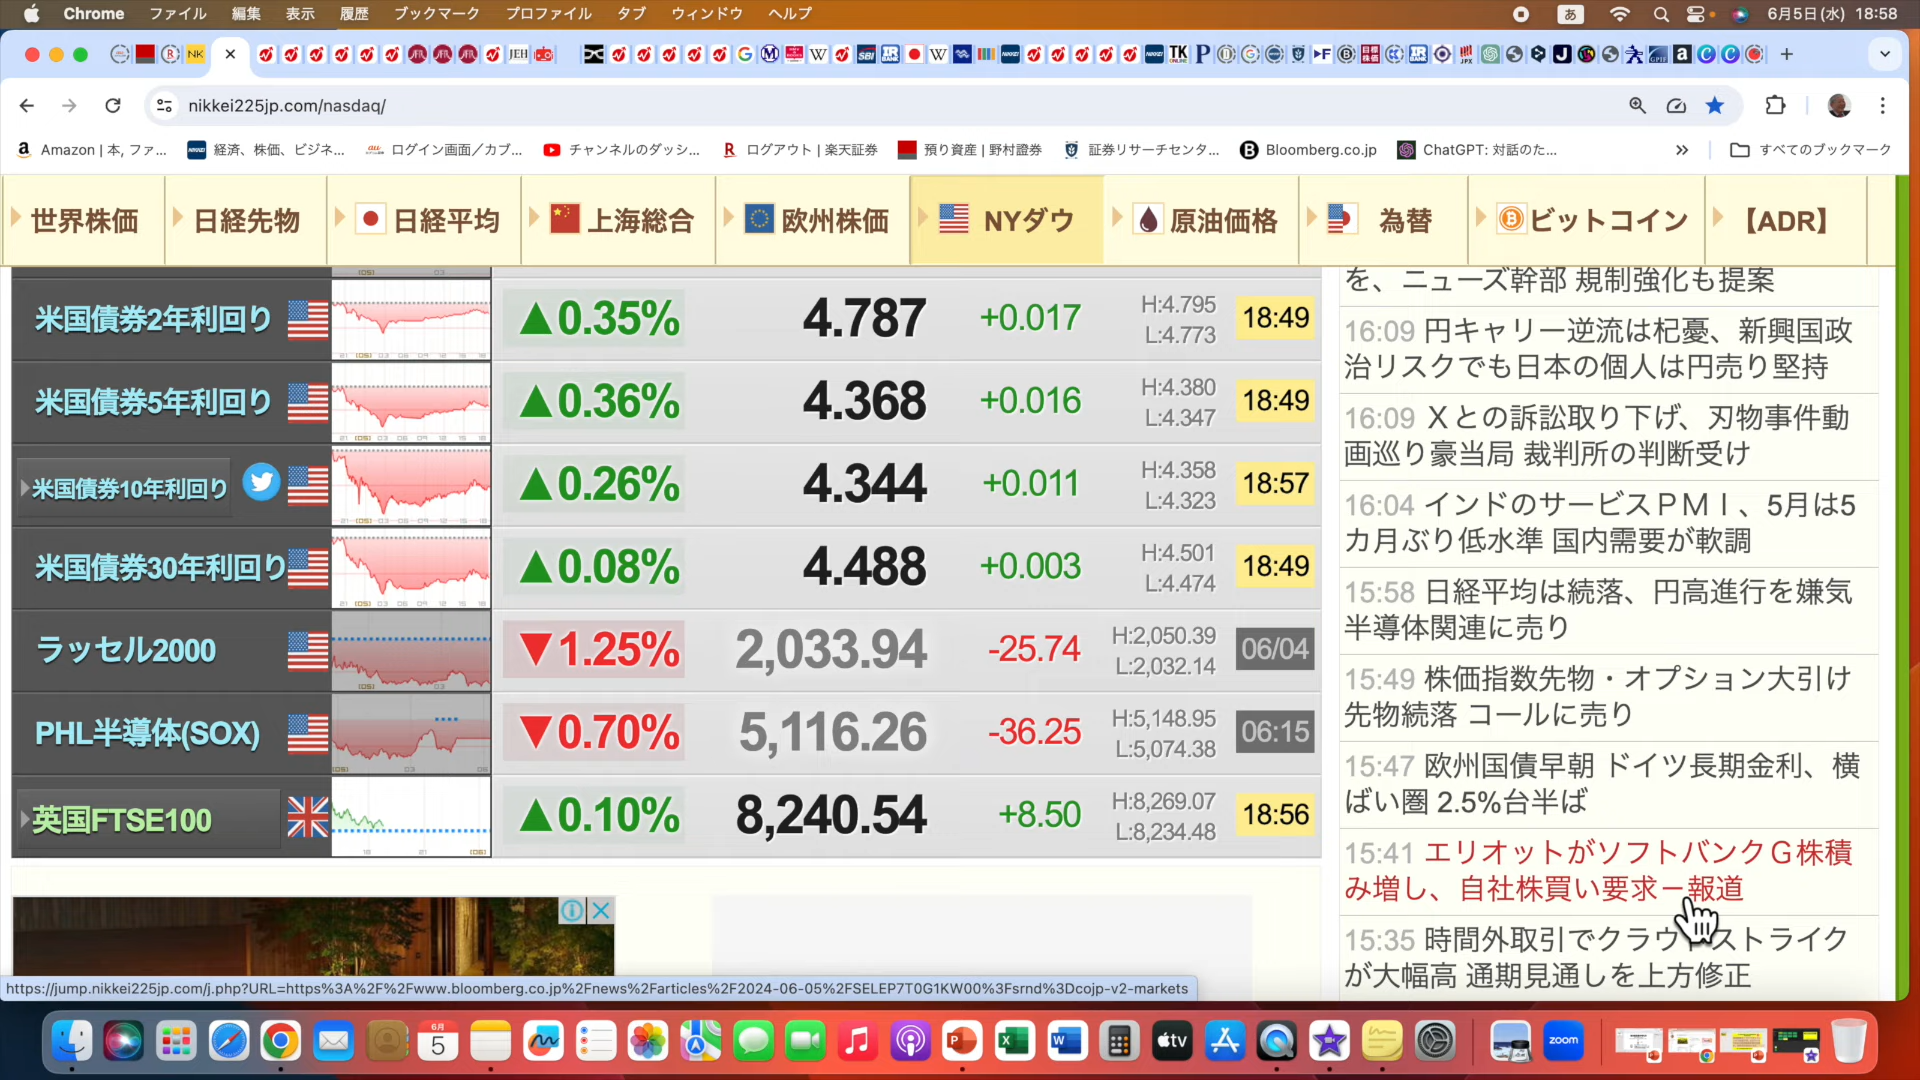 Chrome ファイル 編集 表示 履歴 ブックマーク プロファイル タブ ウィンドウ ヘルプ あ 6月5日(水) 18:58
nikkei225jp.com/nasdaq/
Amazon | 本, ファ... 経済、株価、ビジネ... ログイン画面／カブ... チャンネルのダッシ... ログアウト | 楽天証券 預り資産 | 野村證券 証券リサーチセンタ... Bloomberg.co.jp ChatGPT: 対話のた... すべてのブックマーク
世界株価 日経先物 日経平均 上海総合 欧州株価 NYダウ 原油価格 為替 ビットコイン 【ADR】
米国債券2年利回り ▲0.35% 4.787 +0.017 H:4.795 L:4.773 18:49
米国債券5年利回り ▲0.36% 4.368 +0.016 H:4.380 L:4.347 18:49
米国債券10年利回り ▲0.26% 4.344 +0.011 H:4.358 L:4.323 18:57
米国債券30年利回り ▲0.08% 4.488 +0.003 H:4.501 L:4.474 18:49
ラッセル2000 ▼1.25% 2,033.94 -25.74 H:2,050.39 L:2,032.14 06/04
PHL半導体(SOX) ▼0.70% 5,116.26 -36.25 H:5,148.95 L:5,074.38 06:15
英国FTSE100 ▲0.10% 8,240.54 +8.50 H:8,269.07 L:8,234.48 18:56
を、ニューズ幹部 規制強化も提案
16:09 円キャリー逆流は杞憂、新興国政
治リスクでも日本の個人は円売り堅持
16:09 Ｘとの訴訟取り下げ、刃物事件動
画巡り豪当局 裁判所の判断受け
16:04 インドのサービスＰＭＩ、5月は5
カ月ぶり低水準 国内需要が軟調
15:58 日経平均は続落、円高進行を嫌気
半導体関連に売り
15:49 株価指数先物・オプション大引け
先物続落 コールに売り
15:47 欧州国債早朝 ドイツ長期金利、横
ばい圏 2.5%台半ば
15:41 エリオットがソフトバンクＧ株積
み増し、自社株買い要求－報道
15:35 時間外取引でクラウドストライク
が大幅高 通期見通しを上方修正
https://jump.nikkei225jp.com/j.php?URL=https%3A%2F%2Fwww.bloomberg.co.jp%2Fnews%2Farticles%2F2024-06-05%2FSELEP7T0G1KW00%3Fsrnd%3Dcojp-v2-markets
6月
5
tv
zoom